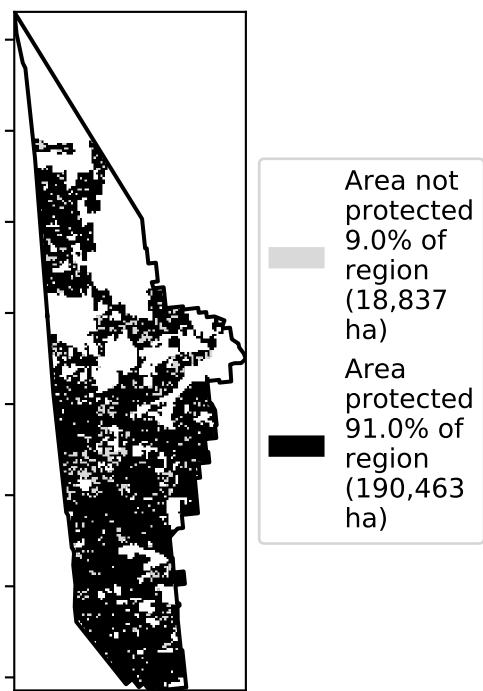 Area not
protected
9.0% of
region
(18,837
ha)
Area
protected
91.0% of
region
(190,463
ha)